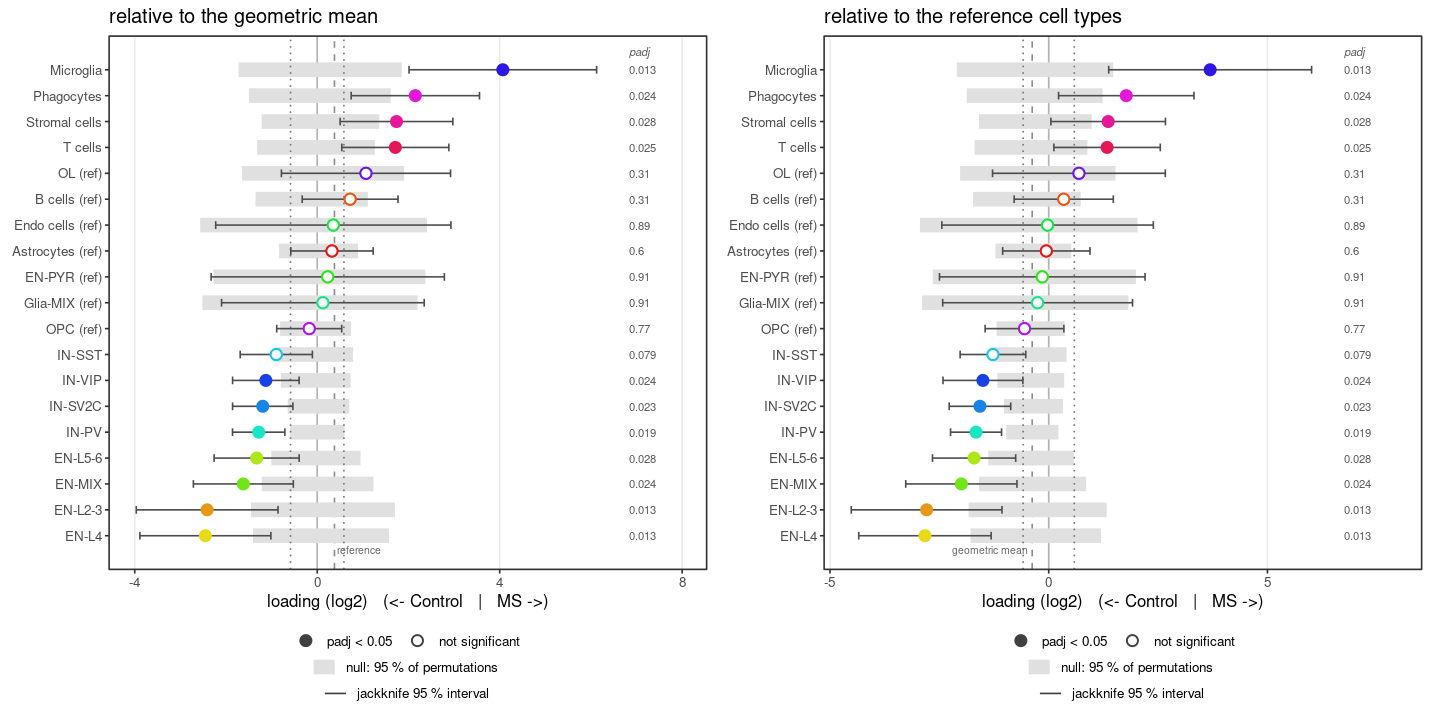 relative to the geometric mean
padj
Microglia 0.013
Phagocytes 0.024
Stromal cells 0.028
T cells 0.025
OL (ref) 0.31
B cells (ref) 0.31
Endo cells (ref) 0.89
Astrocytes (ref) 0.6
EN-PYR (ref) 0.91
Glia-MIX (ref) 0.91
OPC (ref) 0.77
IN-SST 0.079
IN-VIP 0.024
IN-SV2C 0.023
IN-PV 0.019
EN-L5-6 0.028
EN-MIX 0.024
EN-L2-3 0.013
EN-L4 0.013
reference
-4 0 4 8
loading (log2) (<- Control | MS ->)
padj < 0.05 not significant
null: 95 % of permutations
jackknife 95 % interval
relative to the reference cell types
padj
Microglia 0.013
Phagocytes 0.024
Stromal cells 0.028
T cells 0.025
OL (ref) 0.31
B cells (ref) 0.31
Endo cells (ref) 0.89
Astrocytes (ref) 0.6
EN-PYR (ref) 0.91
Glia-MIX (ref) 0.91
OPC (ref) 0.77
IN-SST 0.079
IN-VIP 0.024
IN-SV2C 0.023
IN-PV 0.019
EN-L5-6 0.028
EN-MIX 0.024
EN-L2-3 0.013
EN-L4 0.013
geometric mean
-5 0 5
loading (log2) (<- Control | MS ->)
padj < 0.05 not significant
null: 95 % of permutations
jackknife 95 % interval